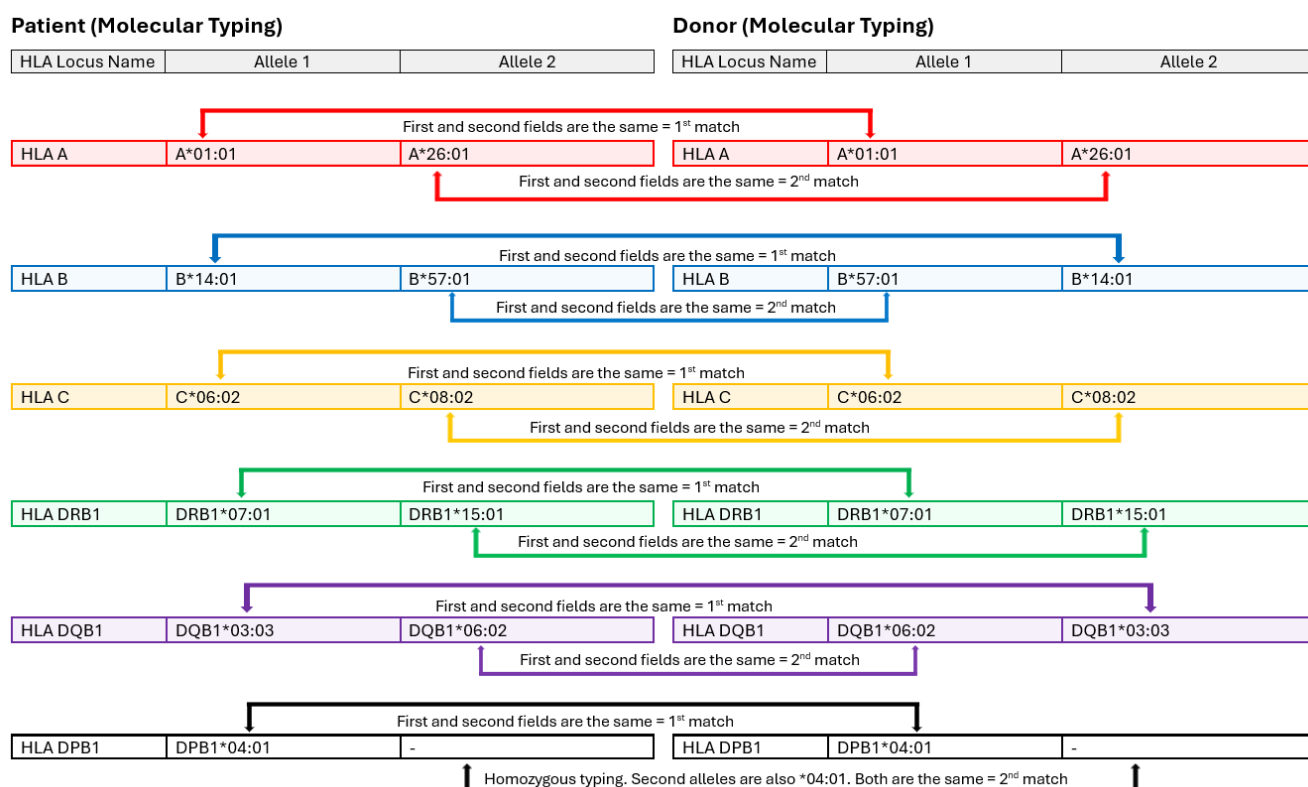 Patient (Molecular Typing) Donor (Molecular Typing)
HLA Locus Name Allele 1 Allele 2 HLA Locus Name Allele 1 Allele 2
First and second fields are the same = 1st match
HLA A A*01:01 A*26:01 HLA A A*01:01 A*26:01
First and second fields are the same = 2nd match
First and second fields are the same = 1st match
HLA B B*14:01 B*57:01 HLA B B*57:01 B*14:01
First and second fields are the same = 2nd match
First and second fields are the same = 1st match
HLA C C*06:02 C*08:02 HLA C C*06:02 C*08:02
First and second fields are the same = 2nd match
First and second fields are the same = 1st match
HLA DRB1 DRB1*07:01 DRB1*15:01 HLA DRB1 DRB1*07:01 DRB1*15:01
First and second fields are the same = 2nd match
First and second fields are the same = 1st match
HLA DQB1 DQB1*03:03 DQB1*06:02 HLA DQB1 DQB1*06:02 DQB1*03:03
First and second fields are the same = 2nd match
First and second fields are the same = 1st match
HLA DPB1 DPB1*04:01 - HLA DPB1 DPB1*04:01 -
Homozygous typing. Second alleles are also *04:01. Both are the same = 2nd match